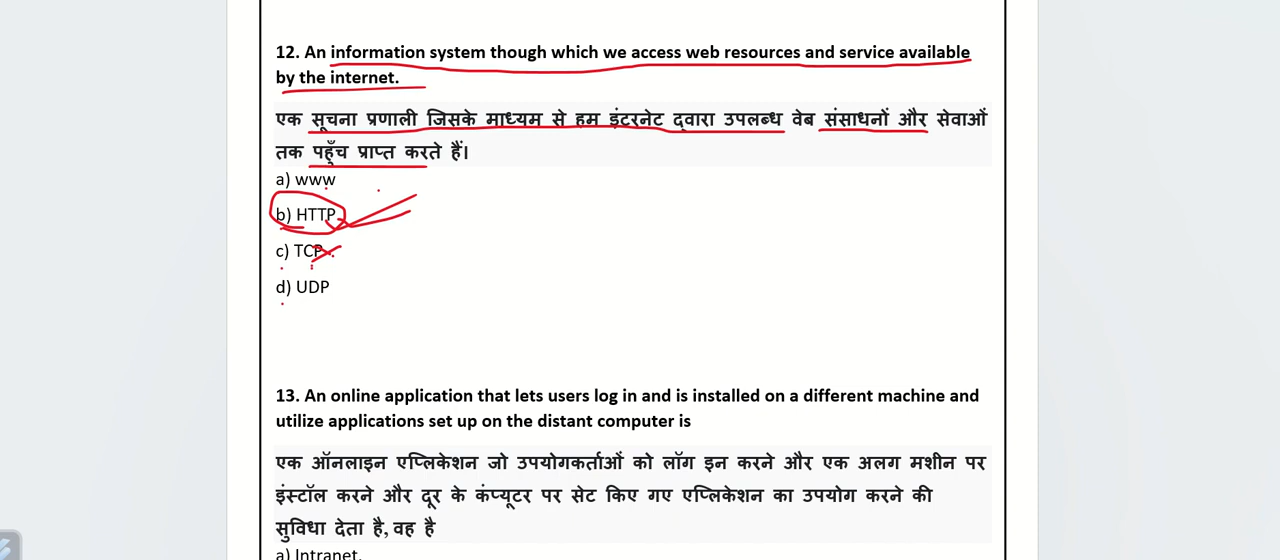 12. An information system though which we access web resources and service available
by the internet.
एक सूचना प्रणाली जिसके माध्यम से हम इंटरनेट द्वारा उपलब्ध वेब संसाधनों और सेवाओं
तक पहुँच प्राप्त करते हैं।
a) www
b) HTTP
c) TCP
d) UDP
13. An online application that lets users log in and is installed on a different machine and
utilize applications set up on the distant computer is
एक ऑनलाइन एप्लिकेशन जो उपयोगकर्ताओं को लॉग इन करने और एक अलग मशीन पर
इंस्टॉल करने और दूर के कंप्यूटर पर सेट किए गए एप्लिकेशन का उपयोग करने की
सुविधा देता है, वह है
a) Intranet.